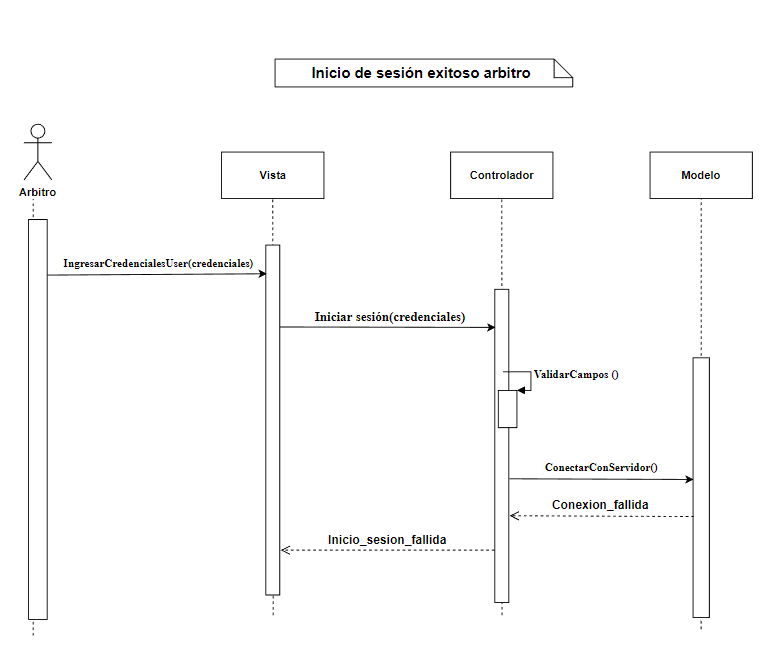 Inicio de sesión exitoso arbitro
Arbitro
Vista
Controlador
Modelo
IngresarCredencialesUser(credenciales)
Iniciar sesión(credenciales)
ValidarCampos ()
ConectarConServidor()
Conexion_fallida
Inicio_sesion_fallida